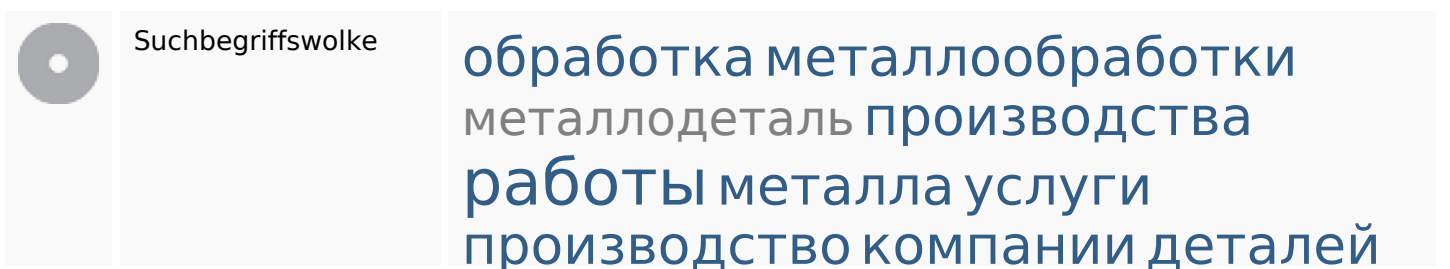 Suchbegriffswolke
обработка металлообработки
металлодеталь производства
работы металла услуги
производство компании деталей